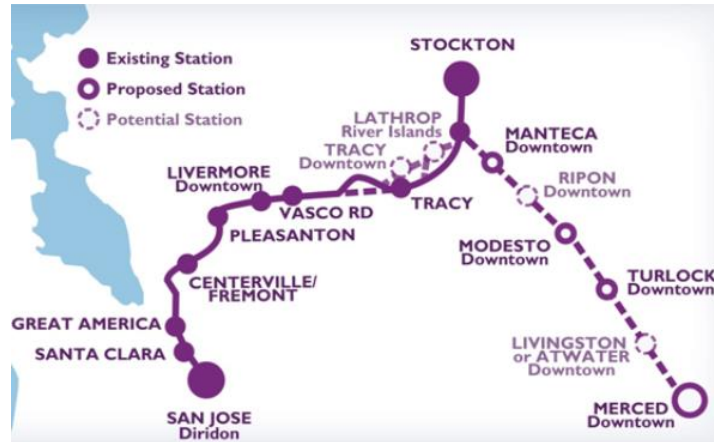 Existing Station
Proposed Station
Potential Station
STOCKTON
LATHROP
River Islands
TRACY
Downtown
MANTECA
Downtown
RIPON
Downtown
LIVERMORE
Downtown
VASCO RD
TRACY
PLEASANTON
MODESTO
Downtown
CENTERVILLE/
FREMONT
TURLOCK
Downtown
GREAT AMERICA
SANTA CLARA
LIVINGSTON
or ATWATER
Downtown
SAN JOSE
Diridon
MERCED
Downtown